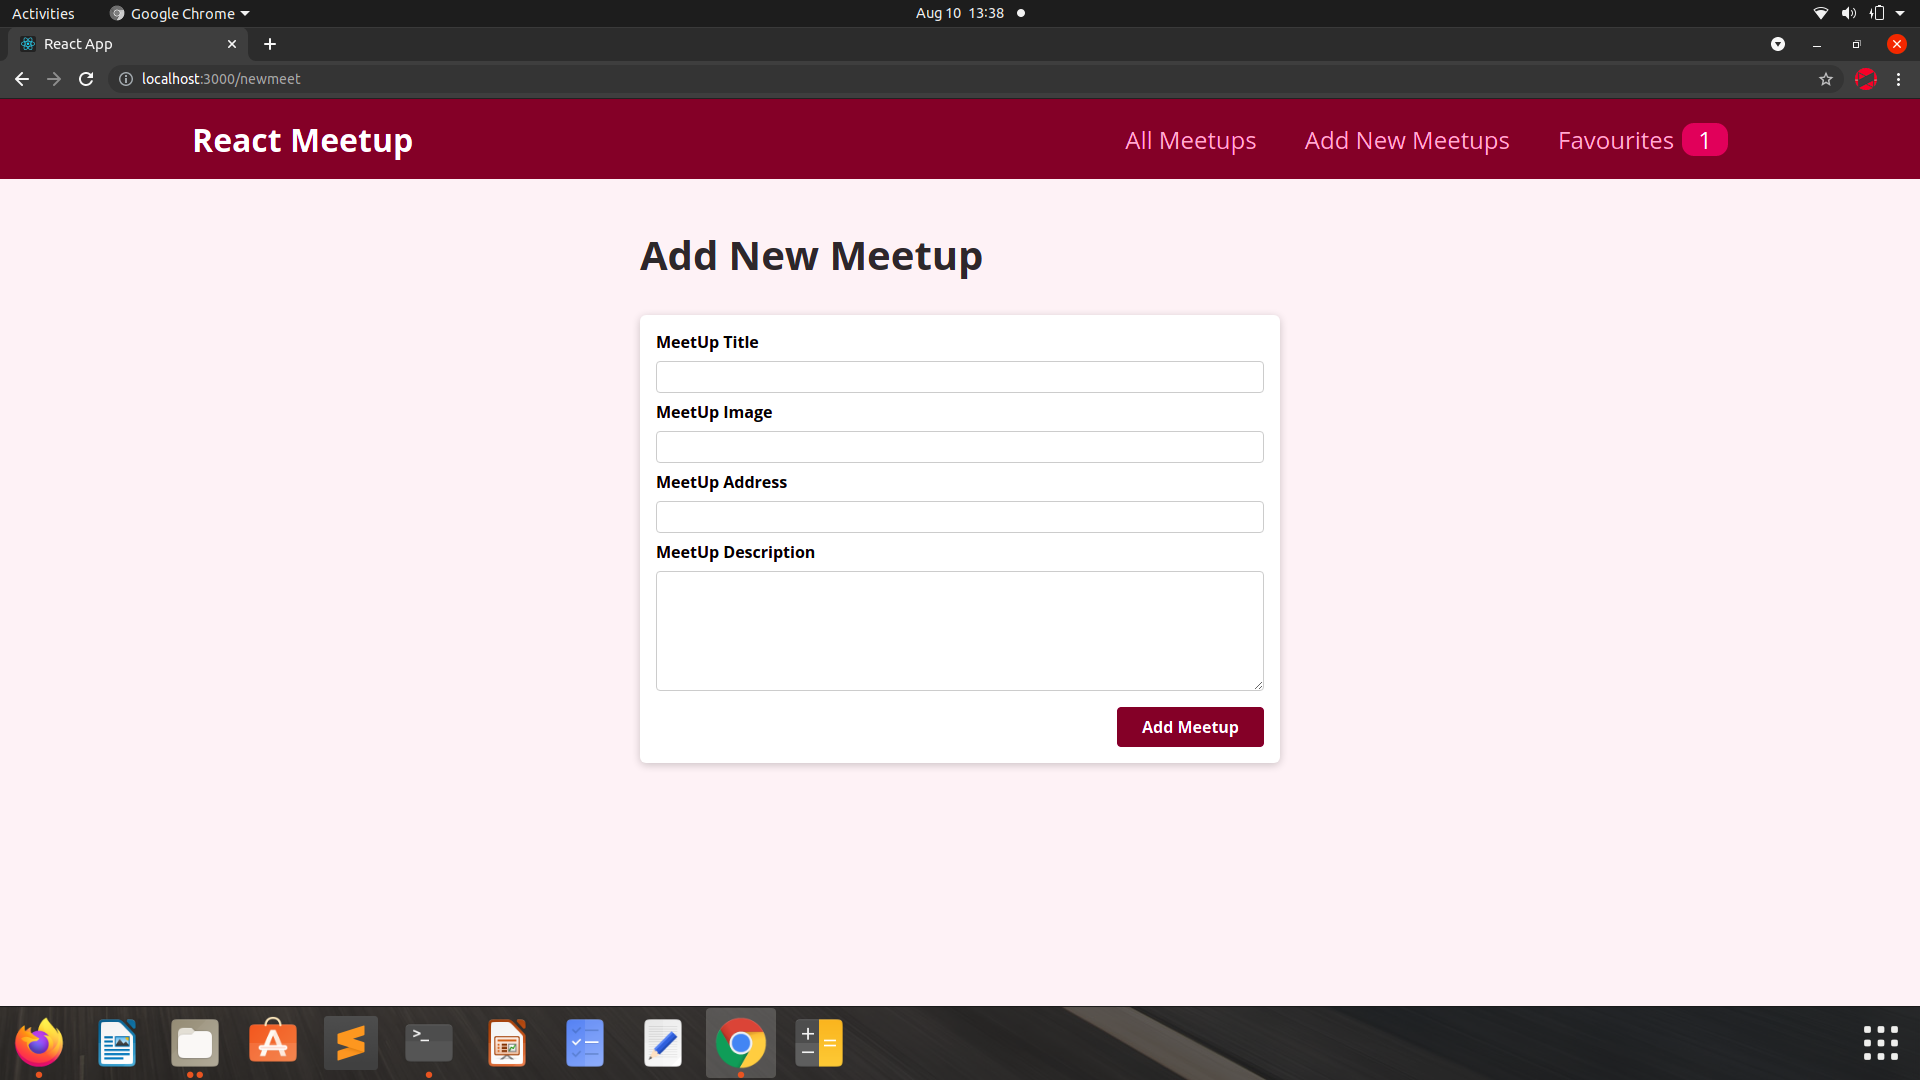 Activities
Google Chrome
Aug 10 13:38
React App
localhost:3000/newmeet
React Meetup
All Meetups
Add New Meetups
Favourites 1
Add New Meetup
MeetUp Title
MeetUp Image
MeetUp Address
MeetUp Description
Add Meetup